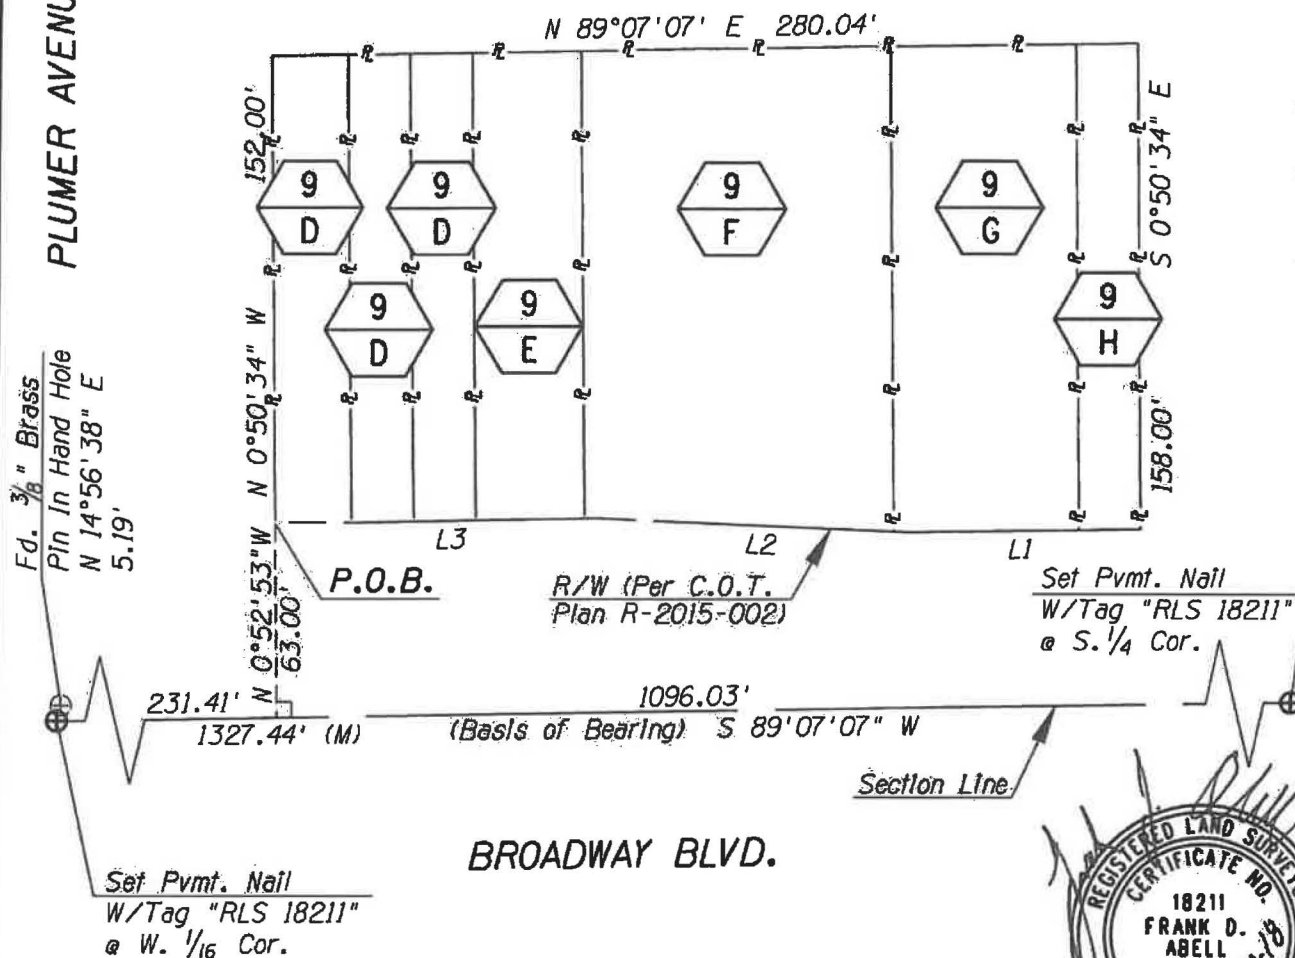 PLUMER AVENU
N 89°07'07' E 280.04'
152.00'
N 0°50'34" W
S 0°50'34" E
158.00'
9
D
9
D
9
F
9
G
9
D
9
E
9
H
Fd. 3/8" Brass
Pin In Hand Hole
N 14°56'38" E
5.19'
L3
L2
L1
P.O.B.
R/W (Per C.O.T.
Plan R-2015-002)
Set Pvmt. Nail
W/Tag "RLS 18211"
@ S. 1/4 Cor.
N 0°52'53"W
63.00'
231.41'
1096.03'
1327.44' (M)
(Basis of Bearing) S 89'07'07" W
Section Line
BROADWAY BLVD.
Set Pvmt. Nail
W/Tag "RLS 18211"
@ W. 1/16 Cor.
REGISTERED LAND SURVEY
CERTIFICATE NO.
18211
FRANK D.
ABELL